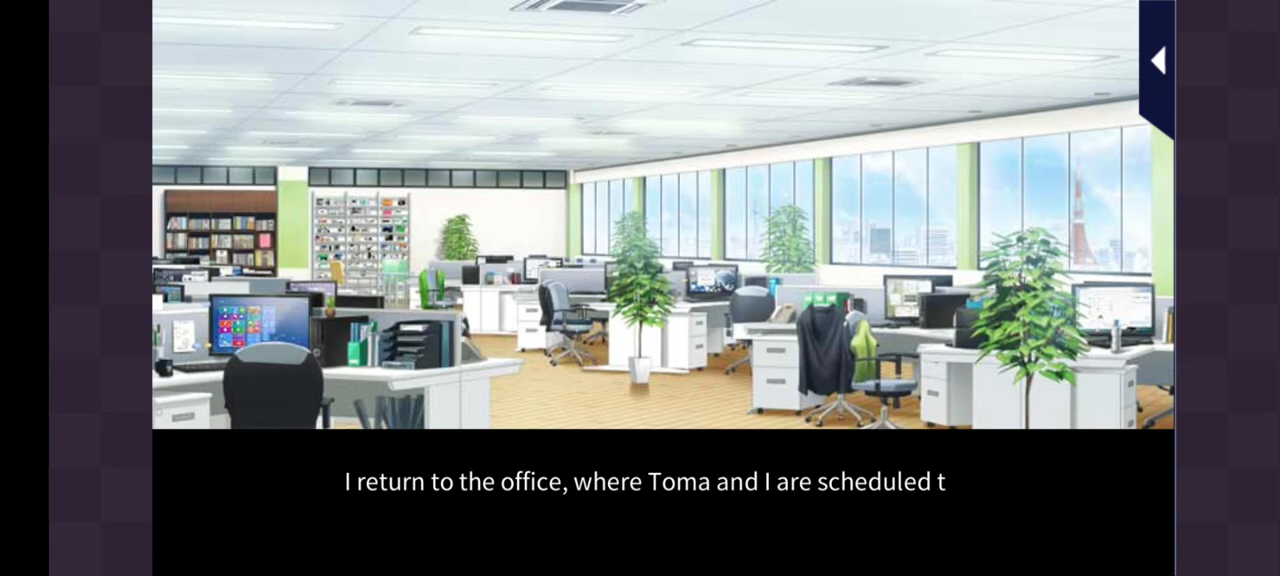 I return to the office, where Toma and I are scheduled t